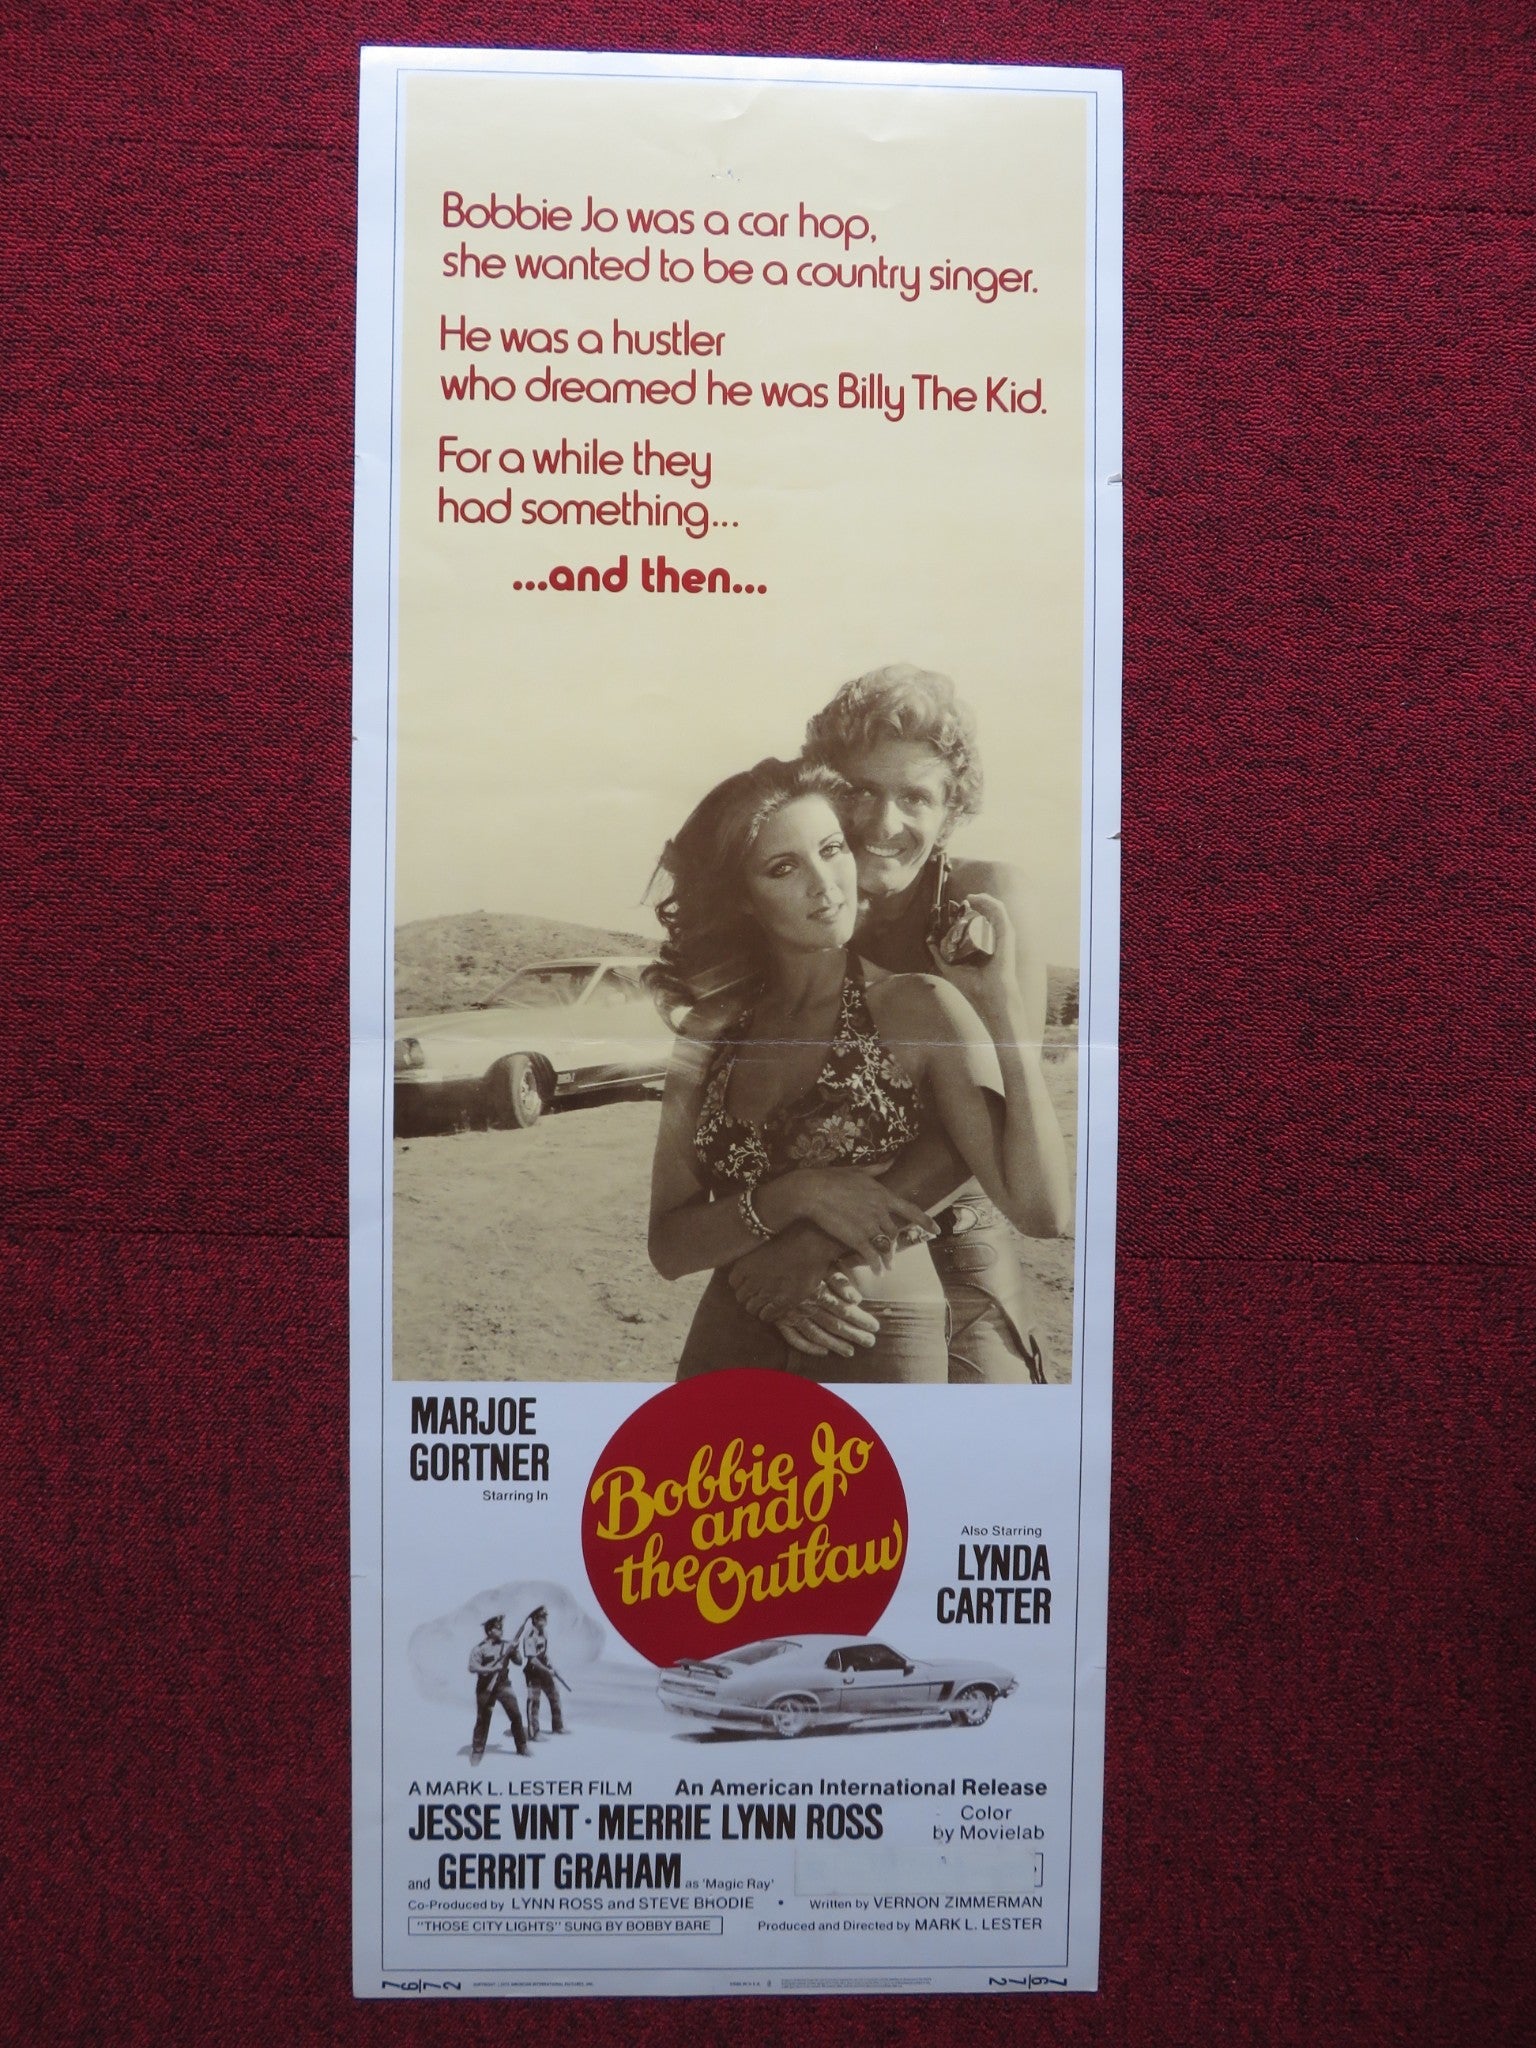 Bobbie Jo was a car hop,
she wanted to be a country singer.
He was a hustler
who dreamed he was Billy The Kid.
For a while they
had something...
...and then...
MARJOE
GORTNER
Starring In
Bobbie Jo
and
the Outlaw
Also Starring
LYNDA
CARTER
A MARK L. LESTER FILM An American International Release
JESSE VINT · MERRIE LYNN ROSS
Color
by Movielab
and GERRIT GRAHAM as 'Magic Ray'
Co-Produced by LYNN ROSS and STEVE BRODIE • Written by VERNON ZIMMERMAN
"THOSE CITY LIGHTS" SUNG BY BOBBY BARE
Produced and Directed by MARK L. LESTER
76/72
76/72